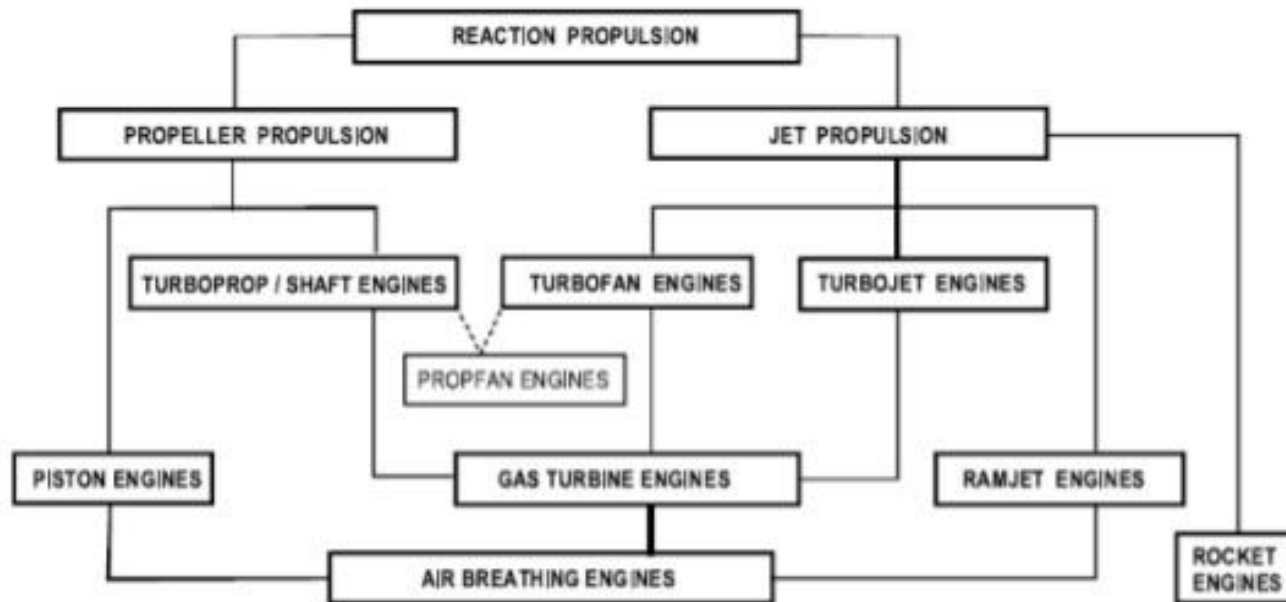 REACTION PROPULSION
PROPELLER PROPULSION
JET PROPULSION
TURBOPROP / SHAFT ENGINES
TURBOFAN ENGINES
TURBOJET ENGINES
PROPFAN ENGINES
PISTON ENGINES
GAS TURBINE ENGINES
RAMJET ENGINES
AIR BREATHING ENGINES
ROCKET
ENGINES